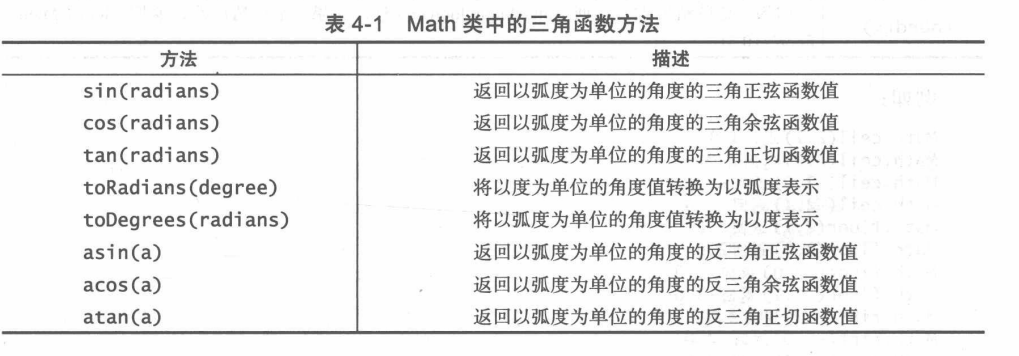 表 4-1 Math 类中的三角函数方法
方法 描述
sin(radians) 返回以弧度为单位的角度的三角正弦函数值
cos(radians) 返回以弧度为单位的角度的三角余弦函数值
tan(radians) 返回以弧度为单位的角度的三角正切函数值
toRadians(degree) 将以度为单位的角度值转换为以弧度表示
toDegrees(radians) 将以弧度为单位的角度值转换为以度表示
asin(a) 返回以弧度为单位的角度的反三角正弦函数值
acos(a) 返回以弧度为单位的角度的反三角余弦函数值
atan(a) 返回以弧度为单位的角度的反三角正切函数值